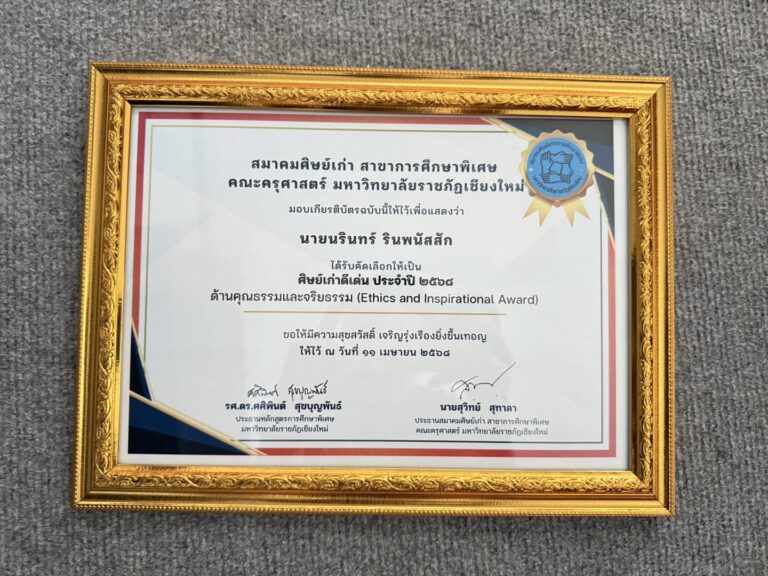 สมาคมศิษย์เก่า สาขาการศึกษาพิเศษ
คณะครุศาสตร์ มหาวิทยาลัยราชภัฏเชียงใหม่
มอบเกียรติบัตรฉบับนี้ให้ไว้เพื่อแสดงว่า
นายนรินทร์ รินพนัสสัก
ได้รับคัดเลือกให้เป็น
ศิษย์เก่าดีเด่น ประจำปี ๒๕๖๘
ด้านคุณธรรมและจริยธรรม (Ethics and Inspirational Award)
ขอให้มีความสุขสวัสดิ์ เจริญรุ่งเรืองยิ่งขึ้นเทอญ
ให้ไว้ ณ วันที่ ๑๑ เมษายน ๒๕๖๘
ศศิพินต์ สุขบุญพันธ์
รศ.ดร.ศศิพินต์ สุขบุญพันธ์
ประธานหลักสูตรการศึกษาพิเศษ
มหาวิทยาลัยราชภัฏเชียงใหม่
นายสุวิทย์ สุทาลา
ประธานสมาคมศิษย์เก่า สาขาการศึกษาพิเศษ
คณะครุศาสตร์ มหาวิทยาลัยราชภัฏเชียงใหม่